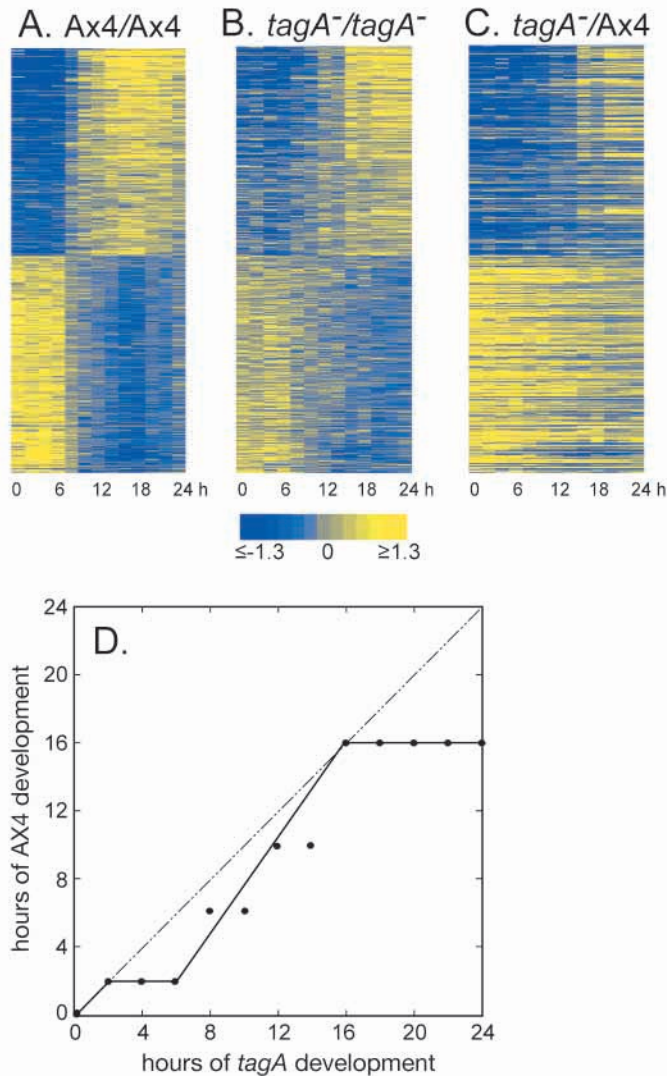 A. Ax4/Ax4
B. tagA⁻/tagA⁻
C. tagA⁻/Ax4
0 6 12 18 24 h
0 6 12 18 24 h
0 6 12 18 24 h
≤-1.3 0 ≥1.3
D.
24
20
16
12
8
4
0
hours of AX4 development
0 4 8 12 16 20 24
hours of tagA development